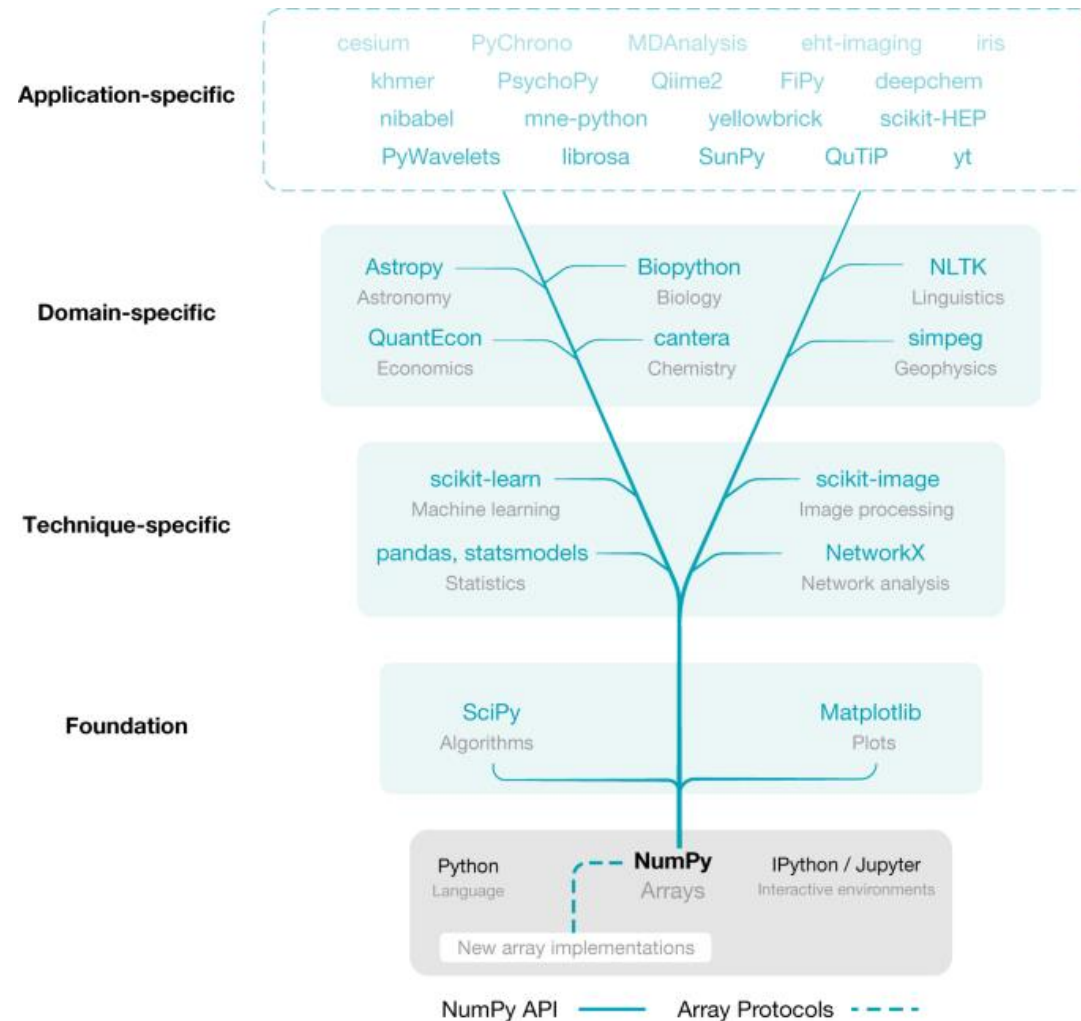 cesium PyChrono MDAnalysis eht-imaging iris
khmer PsychoPy Qiime2 FiPy deepchem
Application-specific
nibabel mne-python yellowbrick scikit-HEP
PyWavelets librosa SunPy QuTiP yt
Astropy Biopython NLTK
Astronomy Biology Linguistics
Domain-specific
QuantEcon cantera simpeg
Economics Chemistry Geophysics
scikit-learn scikit-image
Machine learning Image processing
Technique-specific
pandas, statsmodels NetworkX
Statistics Network analysis
Foundation
SciPy Matplotlib
Algorithms Plots
Python NumPy IPython / Jupyter
Language Arrays Interactive environments
New array implementations
NumPy API Array Protocols